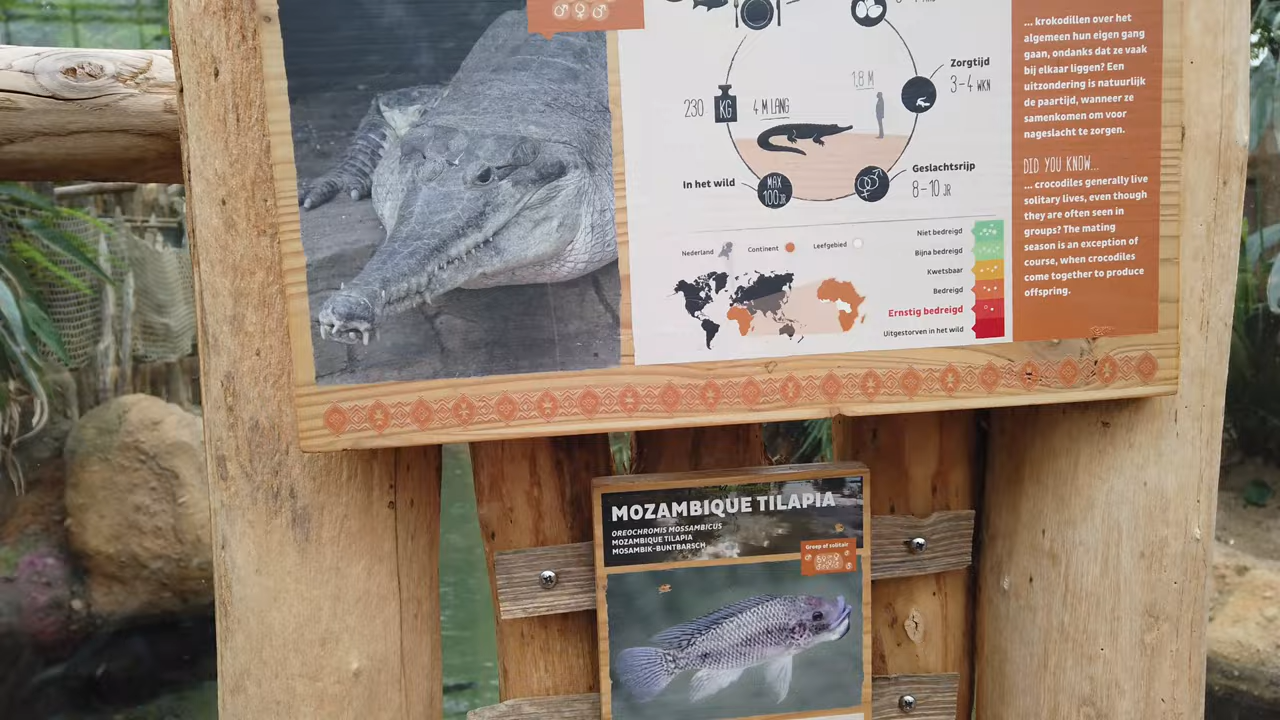 1,8 M
Zorgtijd
3-4 WKN
230
KG
4 M LANG
In het wild
MAX
100 JR
Geslachtsrijp
8-10 JR
Nederland
Continent
Leefgebied
Niet bedreigd
Bijna bedreigd
Kwetsbaar
Bedreigd
Ernstig bedreigd
Uitgestorven in het wild
... krokodillen over het
algemeen hun eigen gang
gaan, ondanks dat ze vaak
bij elkaar liggen? Een
uitzondering is natuurlijk
de paartijd, wanneer ze
samenkomen om voor
nageslacht te zorgen.
DID YOU KNOW...
... crocodiles generally live
solitary lives, even though
they are often seen in
groups? The mating
season is an exception of
course, when crocodiles
come together to produce
offspring.
MOZAMBIQUE TILAPIA
OREOCHROMIS MOSSAMBICUS
MOZAMBIQUE TILAPIA
MOSAMBIK-BUNTBARSCH
Groep of solitair